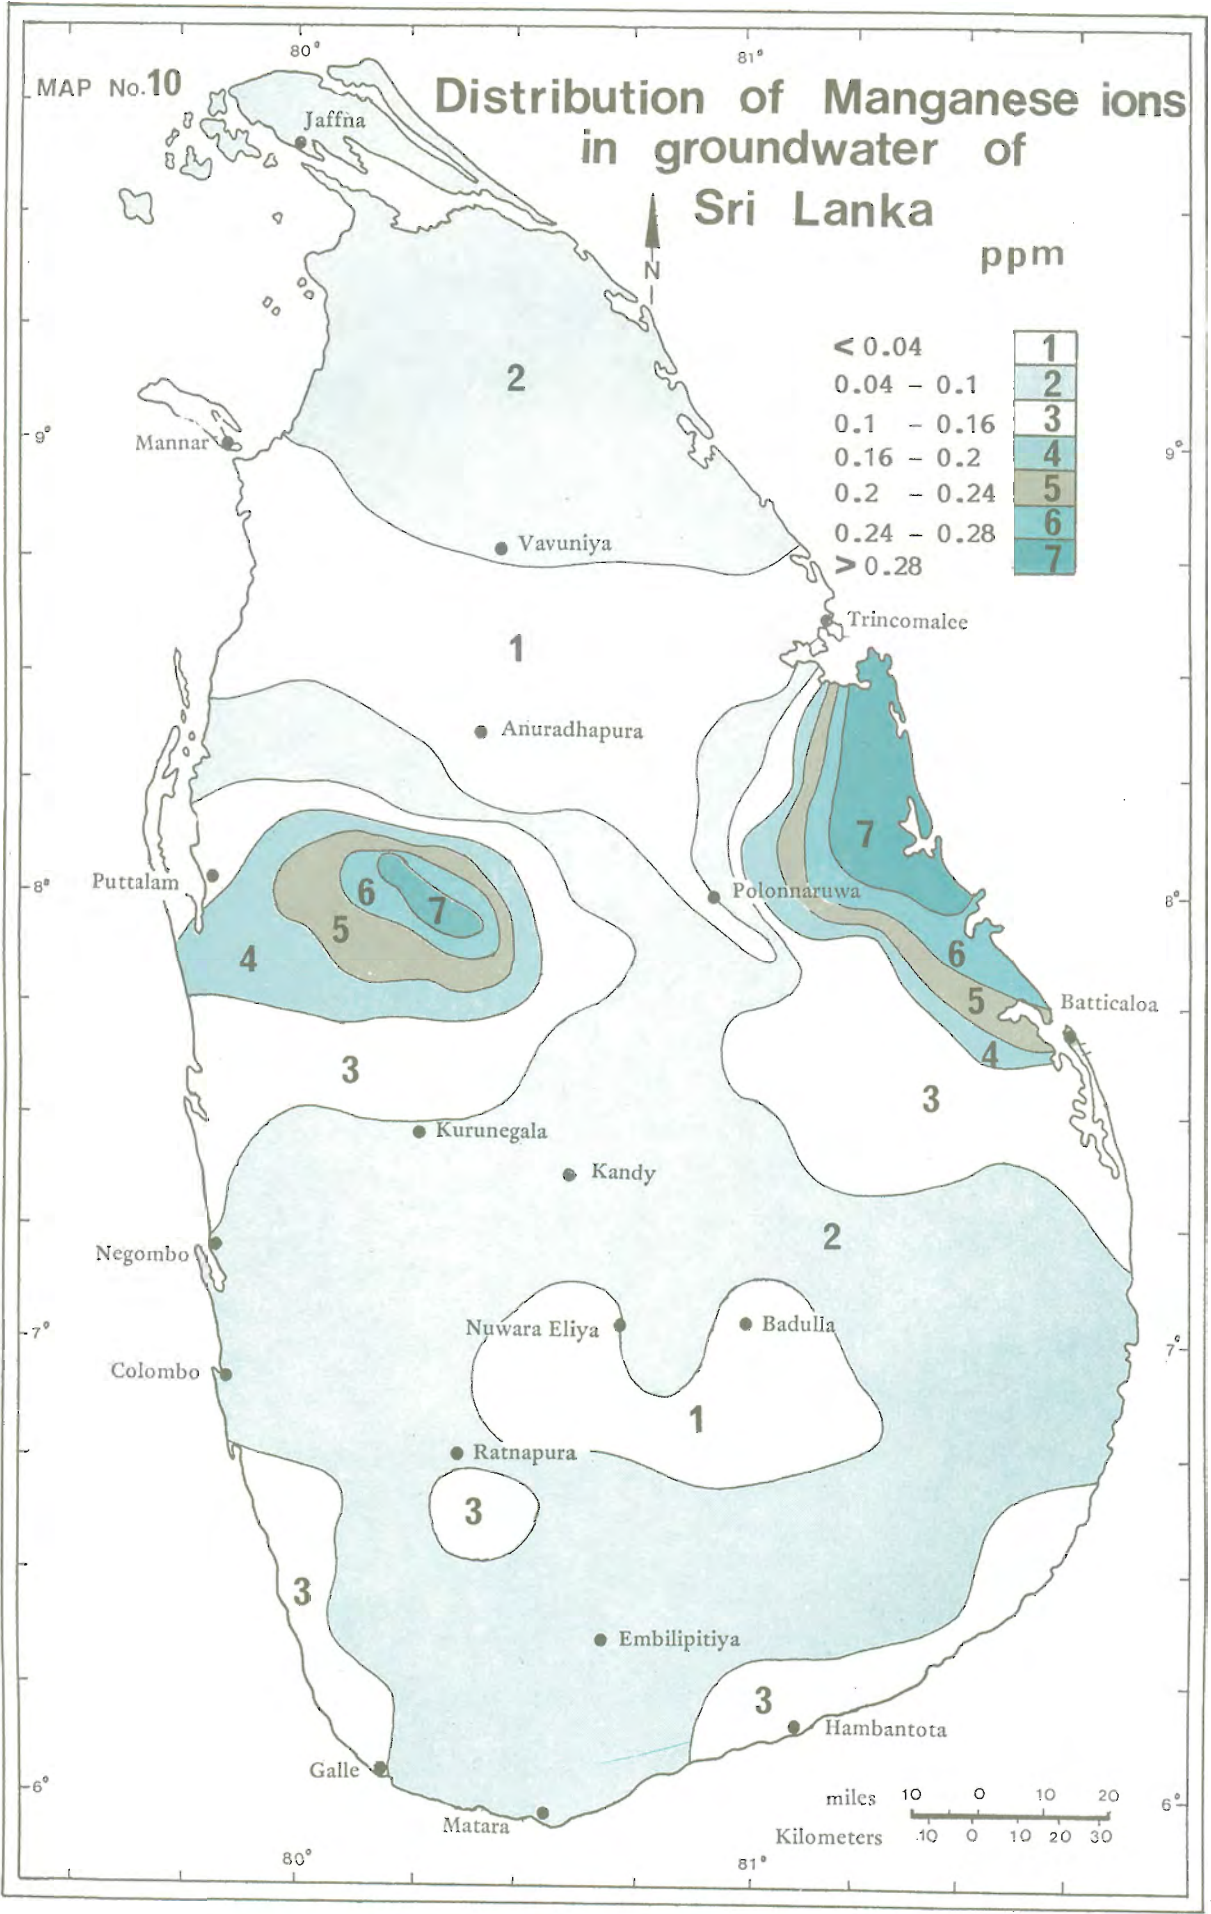 80°
81°
MAP No.10
Distribution of Manganese ions
in groundwater of
Sri Lanka
ppm
Jaffna
N
< 0.04 1
0.04 - 0.1 2
0.1 - 0.16 3
0.16 - 0.2 4
0.2 - 0.24 5
0.24 - 0.28 6
> 0.28 7
2
9°
Mannar
9°
Vavuniya
Trincomalee
1
Anuradhapura
7
8°
Puttalam
6
7
5
4
Polonnaruwa
8°
6
5
Batticaloa
4
3
3
Kurunegala
Kandy
2
Negombo
7°
Nuwara Eliya
Badulla
7°
Colombo
1
Ratnapura
3
3
Embilipitiya
3
Hambantota
Galle
6°
Matara
miles 10 0 10 20
Kilometers 10 0 10 20 30
6°
80°
81°